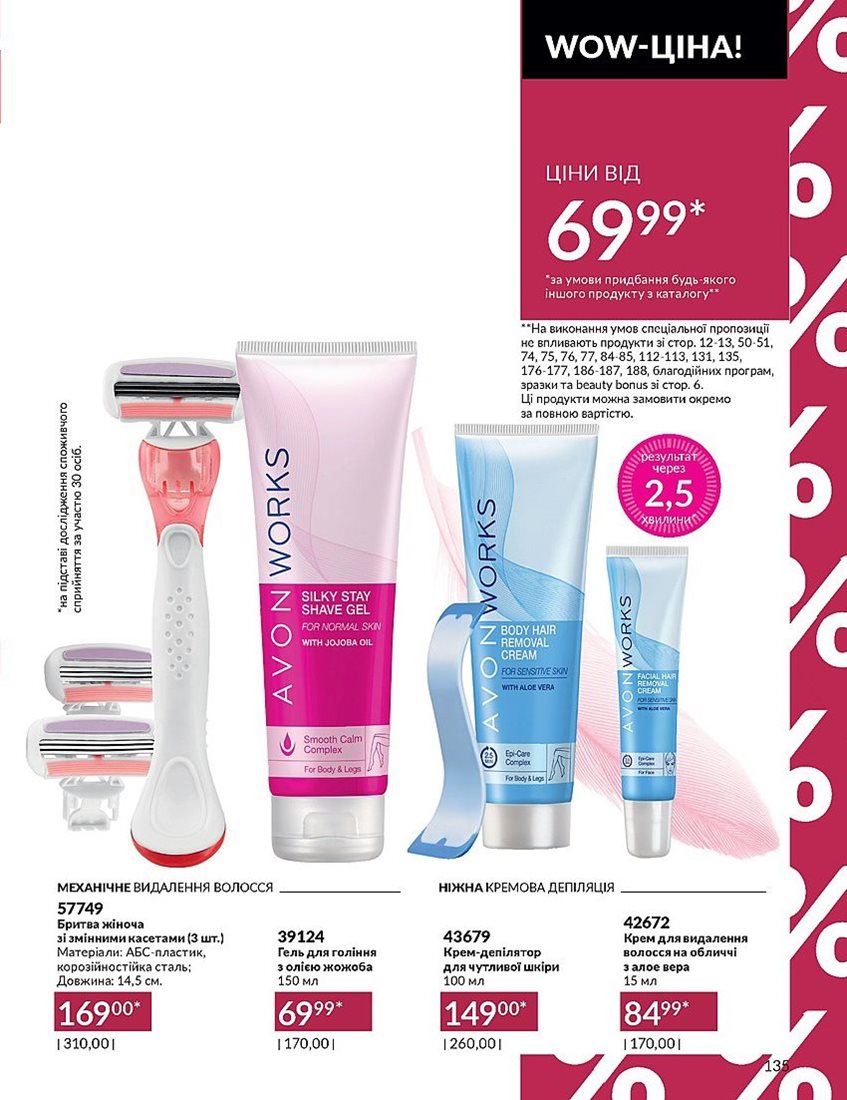 WOW-ЦІНА!
ЦІНИ ВІД
69⁹⁹*
*за умови придбання будь-якого
іншого продукту з каталогу**
**На виконання умов спеціальної пропозиції
не впливають продукти зі стор. 12-13, 50-51,
74, 75, 76, 77, 84-85, 112-113, 131, 135,
176-177, 186-187, 188, благодійних програм,
зразки та beauty bonus зі стор. 6.
Ці продукти можна замовити окремо
за повною вартістю.
*на підставі дослідження споживчого
сприйняття за участю 30 осіб.
результат
через
2,5
хвилини*
AVON WORKS
SILKY STAY
SHAVE GEL
FOR NORMAL SKIN
WITH JOJOBA OIL
Smooth Calm
Complex
For Body & Legs
AVON WORKS
BODY HAIR
REMOVAL
CREAM
FOR SENSITIVE SKIN
WITH ALOE VERA
2.5
Epi-Care
Complex
For Body & Legs
AVON WORKS
FACIAL HAIR
REMOVAL
CREAM
FOR SENSITIVE SKIN
WITH ALOE VERA
Epi-Care
Complex
For Face
МЕХАНІЧНЕ ВИДАЛЕННЯ ВОЛОССЯ
57749
Бритва жіноча
зі змінними касетами (3 шт.)
Матеріали: АБС-пластик,
корозійностійка сталь;
Довжина: 14,5 см.
169⁰⁰*
|310,00|
39124
Гель для гоління
з олією жожоба
150 мл
69⁹⁹*
|170,00|
НІЖНА КРЕМОВА ДЕПІЛЯЦІЯ
43679
Крем-депілятор
для чутливої шкіри
100 мл
149⁰⁰*
|260,00|
42672
Крем для видалення
волосся на обличчі
з алое вера
15 мл
84⁹⁹*
|170,00|
135